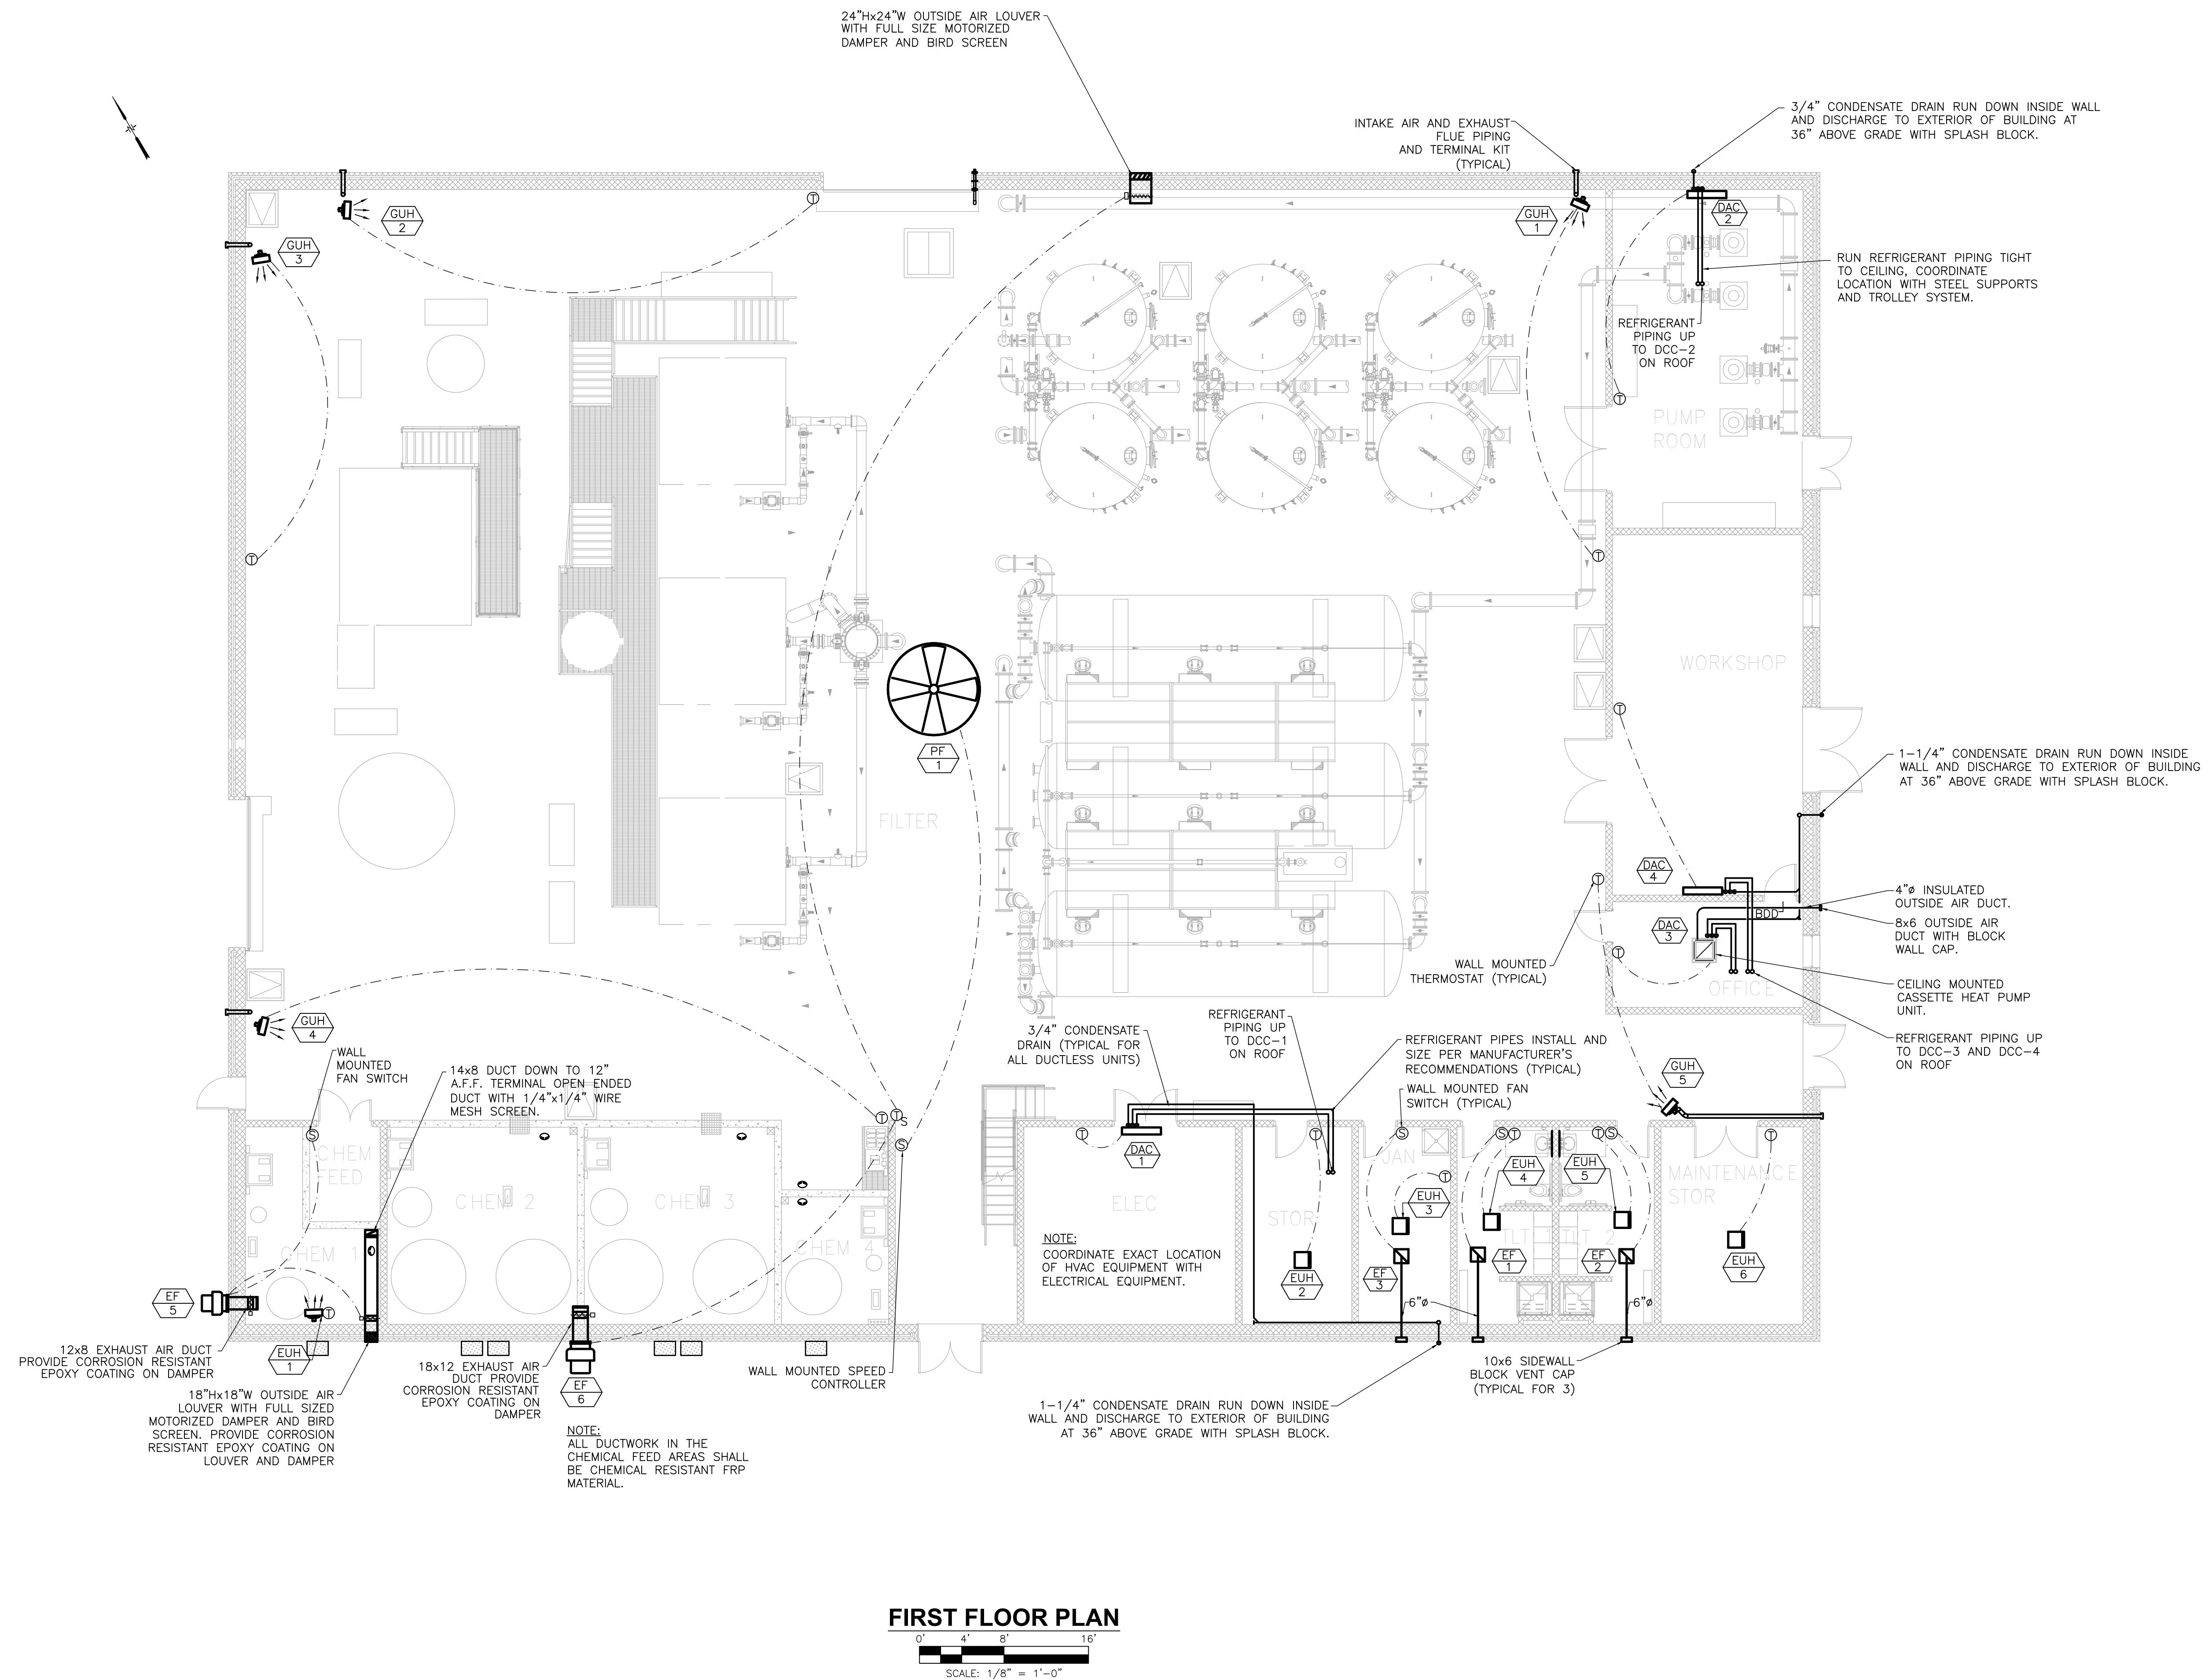 24"Hx24"W OUTSIDE AIR LOUVER
WITH FULL SIZE MOTORIZED
DAMPER AND BIRD SCREEN
INTAKE AIR AND EXHAUST
FLUE PIPING
AND TERMINAL KIT
(TYPICAL)
3/4" CONDENSATE DRAIN RUN DOWN INSIDE WALL
AND DISCHARGE TO EXTERIOR OF BUILDING AT
36" ABOVE GRADE WITH SPLASH BLOCK.
GUH
2
GUH
3
T
GUH
1
DAC
2
RUN REFRIGERANT PIPING TIGHT
TO CEILING, COORDINATE
LOCATION WITH STEEL SUPPORTS
AND TROLLEY SYSTEM.
REFRIGERANT
PIPING UP
TO DCC-2
ON ROOF
T
PUMP
ROOM
T
T
WORKSHOP
T
PF
1
FILTER
1-1/4" CONDENSATE DRAIN RUN DOWN INSIDE
WALL AND DISCHARGE TO EXTERIOR OF BUILDING
AT 36" ABOVE GRADE WITH SPLASH BLOCK.
DAC
4
T
4"ø INSULATED
OUTSIDE AIR DUCT.
BDD
DAC
3
8x6 OUTSIDE AIR
DUCT WITH BLOCK
WALL CAP.
T
WALL MOUNTED
THERMOSTAT (TYPICAL)
OFFICE
CEILING MOUNTED
CASSETTE HEAT PUMP
UNIT.
REFRIGERANT PIPING UP
TO DCC-3 AND DCC-4
ON ROOF
GUH
4
WALL
MOUNTED
FAN SWITCH
14x8 DUCT DOWN TO 12"
A.F.F. TERMINAL OPEN ENDED
DUCT WITH 1/4"x1/4" WIRE
MESH SCREEN.
3/4" CONDENSATE
DRAIN (TYPICAL FOR
ALL DUCTLESS UNITS)
REFRIGERANT
PIPING UP
TO DCC-1
ON ROOF
REFRIGERANT PIPES INSTALL AND
SIZE PER MANUFACTURER'S
RECOMMENDATIONS (TYPICAL)
WALL MOUNTED FAN
SWITCH (TYPICAL)
GUH
5
T
T
S
S
S
T
DAC
1
T
S
S
T
T
S
T
CHEM
FEED
CHEM 2
CHEM 3
CHEM 4
CHEM 1
ELEC
STOR
JAN
T
EUH
3
EUH
4
EUH
5
TLT 1
TLT 2
MAINTENANCE
STOR
NOTE:
COORDINATE EXACT LOCATION
OF HVAC EQUIPMENT WITH
ELECTRICAL EQUIPMENT.
EUH
2
EF
3
EF
1
EF
2
EUH
6
6"ø
6"ø
EF
5
T
EUH
1
12x8 EXHAUST AIR DUCT
PROVIDE CORROSION RESISTANT
EPOXY COATING ON DAMPER
18"Hx18"W OUTSIDE AIR
LOUVER WITH FULL SIZED
MOTORIZED DAMPER AND BIRD
SCREEN. PROVIDE CORROSION
RESISTANT EPOXY COATING ON
LOUVER AND DAMPER
18x12 EXHAUST AIR
DUCT PROVIDE
CORROSION RESISTANT
EPOXY COATING ON
DAMPER
EF
6
NOTE:
ALL DUCTWORK IN THE
CHEMICAL FEED AREAS SHALL
BE CHEMICAL RESISTANT FRP
MATERIAL.
WALL MOUNTED SPEED
CONTROLLER
1-1/4" CONDENSATE DRAIN RUN DOWN INSIDE
WALL AND DISCHARGE TO EXTERIOR OF BUILDING
AT 36" ABOVE GRADE WITH SPLASH BLOCK.
10x6 SIDEWALL
BLOCK VENT CAP
(TYPICAL FOR 3)
FIRST FLOOR PLAN
0' 4' 8' 16'
SCALE: 1/8" = 1'-0"